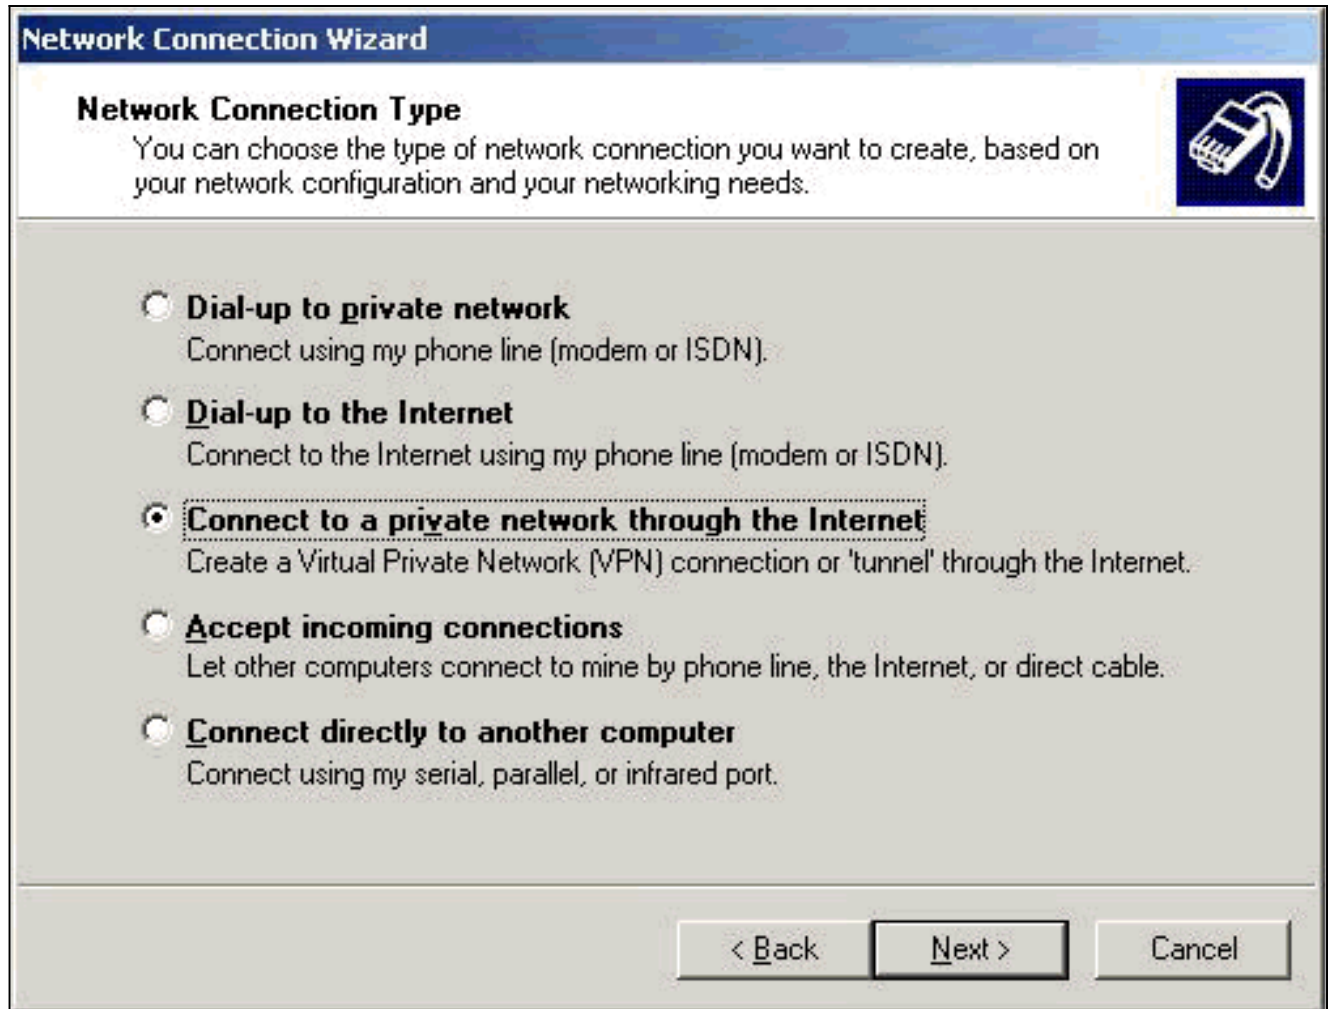 Network Connection Wizard
Network Connection Type
You can choose the type of network connection you want to create, based on
your network configuration and your networking needs.
Dial-up to private network
Connect using my phone line (modem or ISDN).
Dial-up to the Internet
Connect to the Internet using my phone line (modem or ISDN).
Connect to a private network through the Internet
Create a Virtual Private Network (VPN) connection or 'tunnel' through the Internet.
Accept incoming connections
Let other computers connect to mine by phone line, the Internet, or direct cable.
Connect directly to another computer
Connect using my serial, parallel, or infrared port.
< Back Next > Cancel